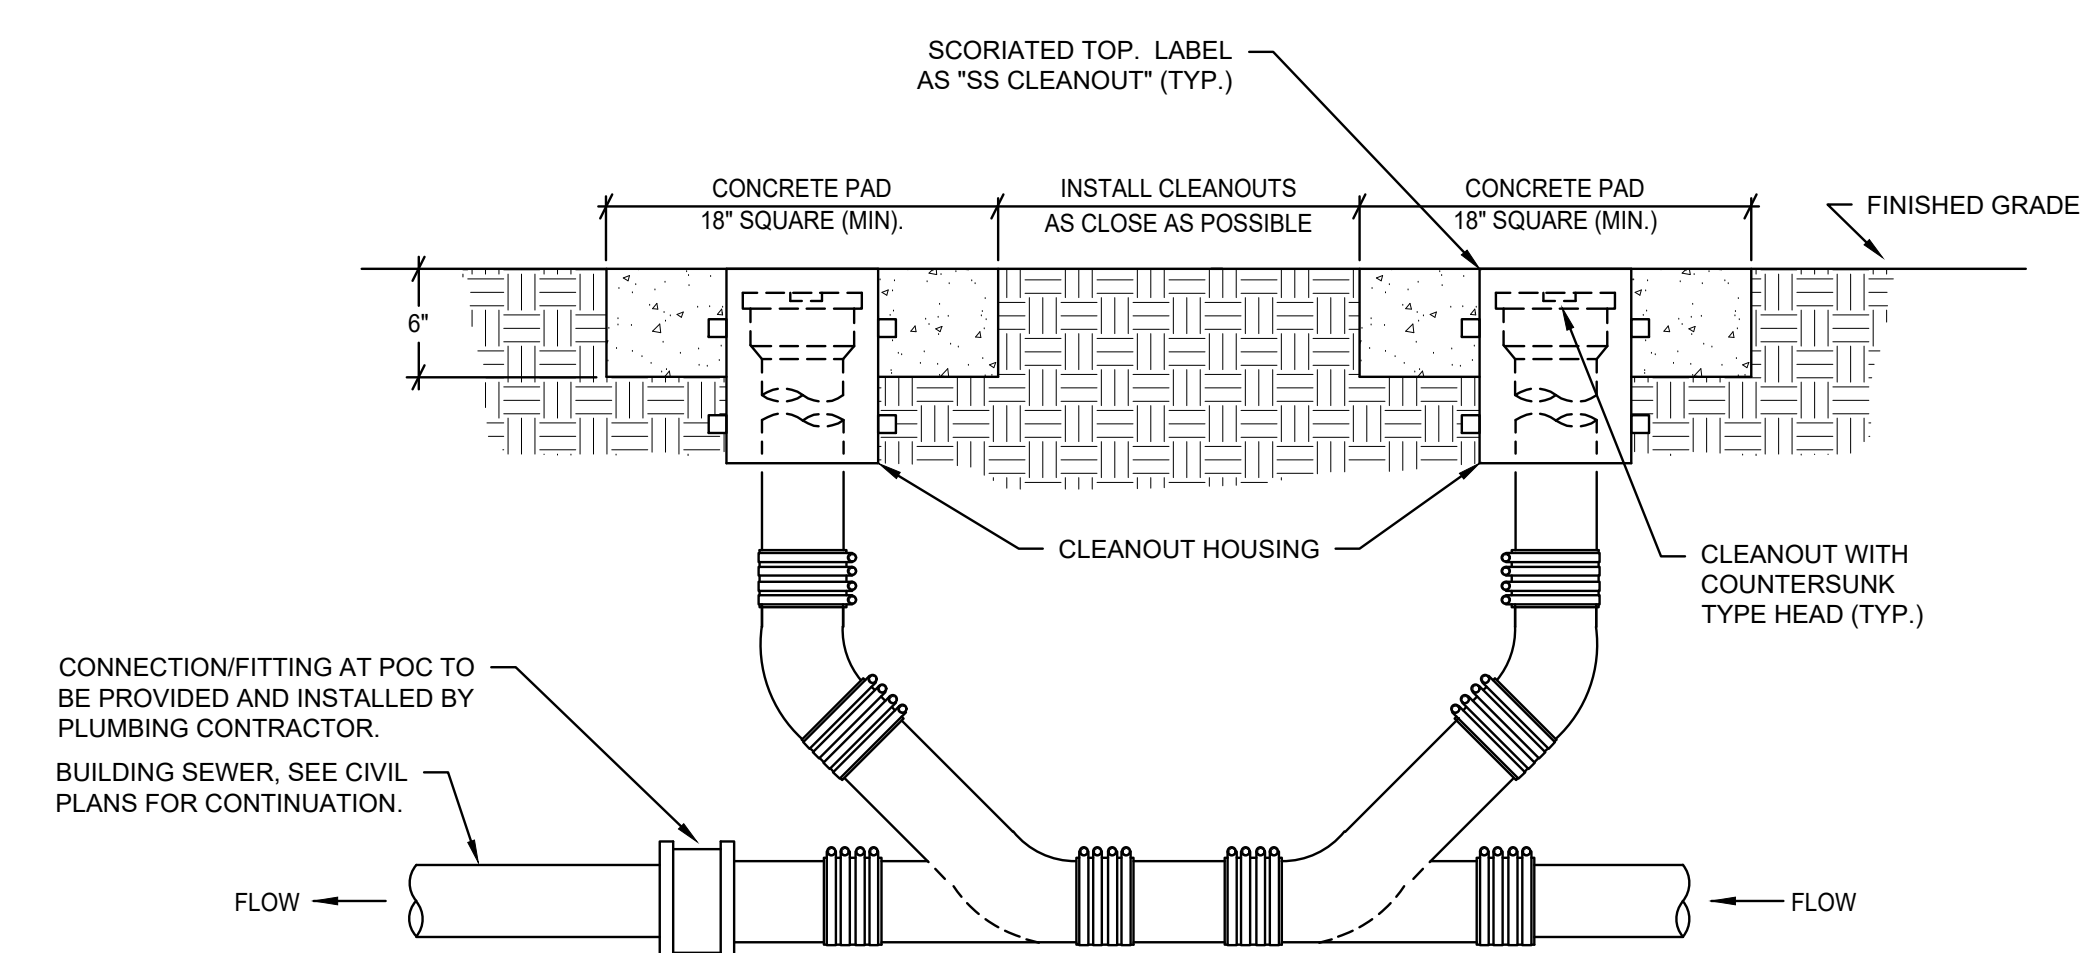 SCORIATED TOP.  LABEL
AS "SS CLEANOUT" (TYP.)
CONCRETE PAD
18" SQUARE (MIN).
INSTALL CLEANOUTS
AS CLOSE AS POSSIBLE
CONCRETE PAD
18" SQUARE (MIN.)
FINISHED GRADE
6"
CLEANOUT HOUSING
CLEANOUT WITH
COUNTERSUNK
TYPE HEAD (TYP.)
CONNECTION/FITTING AT POC TO
BE PROVIDED AND INSTALLED BY
PLUMBING CONTRACTOR.
BUILDING SEWER, SEE CIVIL
PLANS FOR CONTINUATION.
FLOW
FLOW